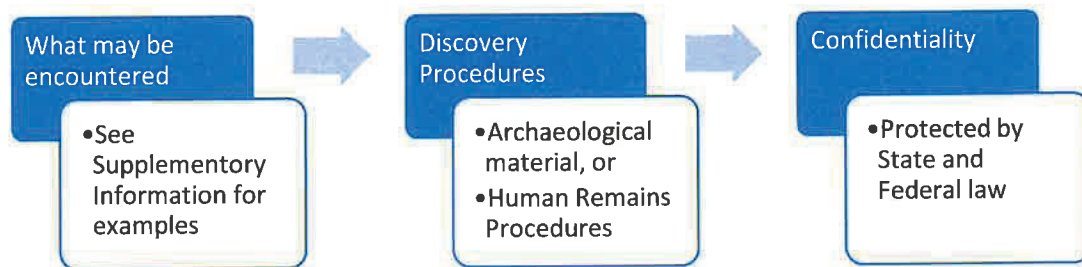 What may be
encountered
•See
Supplementory
Information for
examples
Discovery
Procedures
•Archaeological
material, or
•Human Remains
Procedures
Confidentiality
•Protected by
State and
Federal law